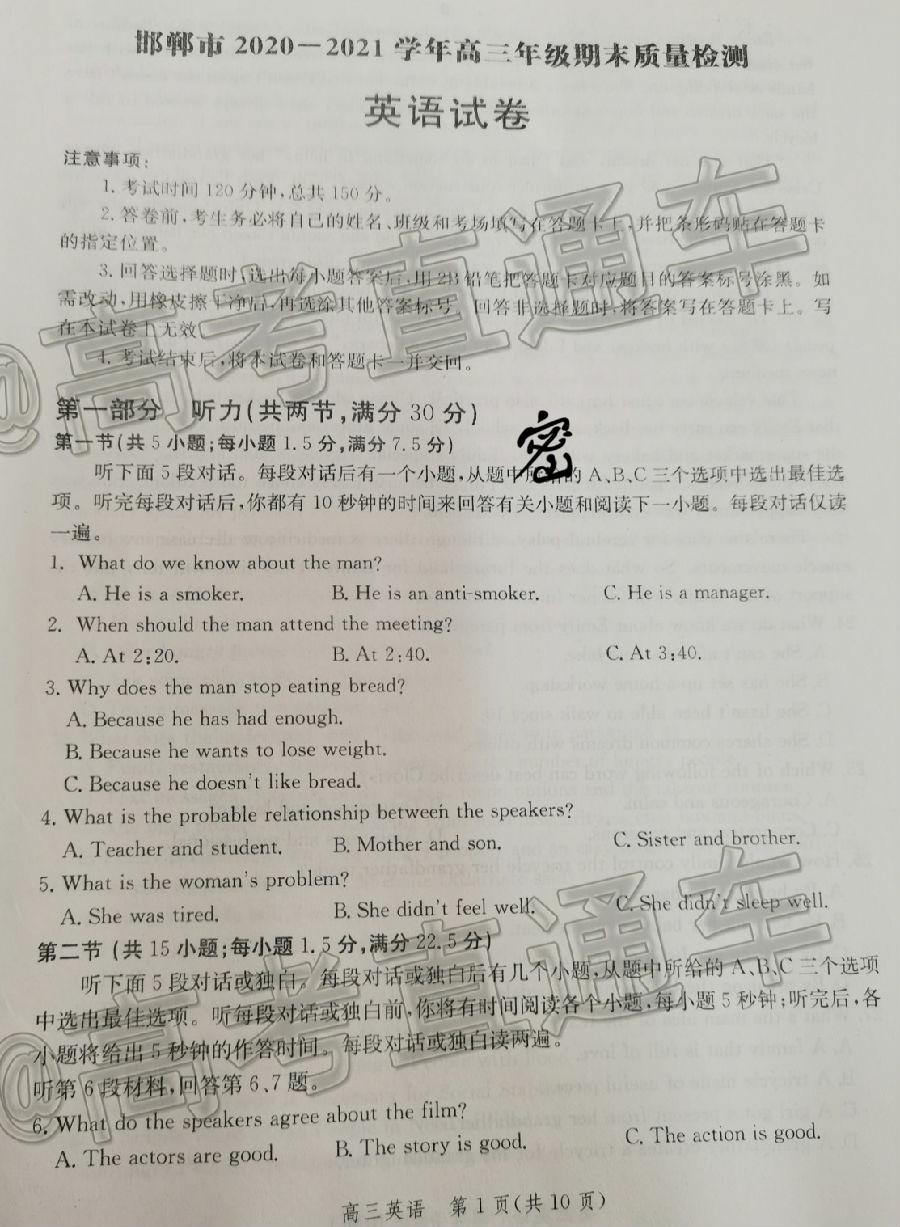 邯郸市 2020－2021 学年高三年级期末质量检测
英语试卷
注意事项:
1. 考试时间 120 分钟,总共 150 分。
2. 答卷前,考生务必将自己的姓名、班级和考场填写在答题卡上,并把条形码贴在答题卡
的指定位置。
3. 回答选择题时,选出每小题答案后,用 2B 铅笔把答题卡对应题目的答案标号涂黑。如
需改动,用橡皮擦干净后,再选涂其他答案标号。回答非选择题时,将答案写在答题卡上。写
在本试卷上无效。
4. 考试结束后,将本试卷和答题卡一并交回。
第一部分 听力(共两节,满分 30 分)
第一节(共 5 小题;每小题 1.5 分,满分 7.5 分)
密
听下面 5 段对话。每段对话后有一个小题,从题中所给的 A、B、C 三个选项中选出最佳选
项。听完每段对话后,你都有 10 秒钟的时间来回答有关小题和阅读下一小题。每段对话仅读
一遍。
1. What do we know about the man?
A. He is a smoker. B. He is an anti-smoker. C. He is a manager.
2. When should the man attend the meeting?
A. At 2:20. B. At 2:40. C. At 3:40.
3. Why does the man stop eating bread?
A. Because he has had enough.
B. Because he wants to lose weight.
C. Because he doesn't like bread.
4. What is the probable relationship between the speakers?
A. Teacher and student. B. Mother and son. C. Sister and brother.
5. What is the woman's problem?
A. She was tired. B. She didn't feel well. C. She didn't sleep well.
第二节 (共 15 小题;每小题 1.5 分,满分 22.5 分)
听下面 5 段对话或独白。每段对话或独白后有几个小题,从题中所给的 A、B、C 三个选项
中选出最佳选项。听每段对话或独白前,你将有时间阅读各个小题,每小题 5 秒钟;听完后,各
小题将给出 5 秒钟的作答时间。每段对话或独白读两遍。
听第 6 段材料,回答第 6、7 题。
6. What do the speakers agree about the film?
A. The actors are good. B. The story is good. C. The action is good.
高三英语 第 1 页(共 10 页)
@高考直通车
@高考直通车